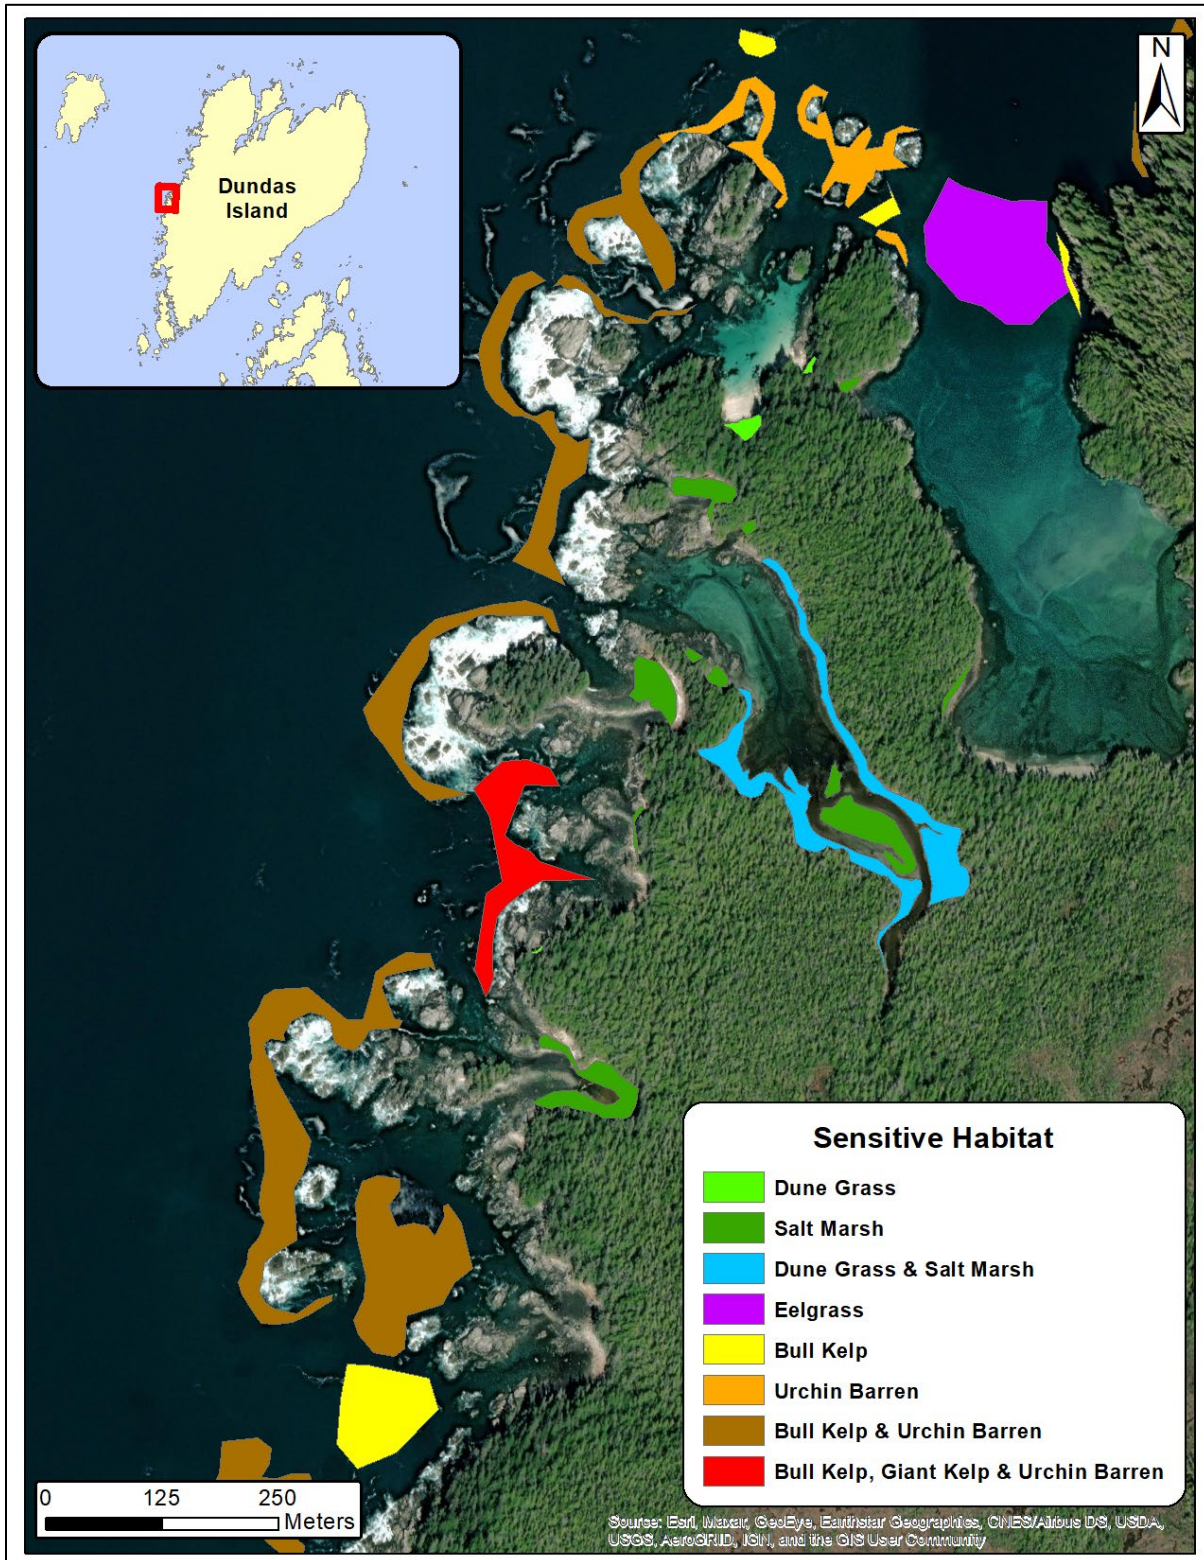 Dundas
Island
N
Sensitive Habitat
Dune Grass
Salt Marsh
Dune Grass & Salt Marsh
Eelgrass
Bull Kelp
Urchin Barren
Bull Kelp & Urchin Barren
Bull Kelp, Giant Kelp & Urchin Barren
0 125 250
Meters
Source: Esri, Maxar, GeoEye, Earthstar Geographics, CNES/Airbus DS, USDA,
USGS, AeroGRID, IGN, and the GIS User Community